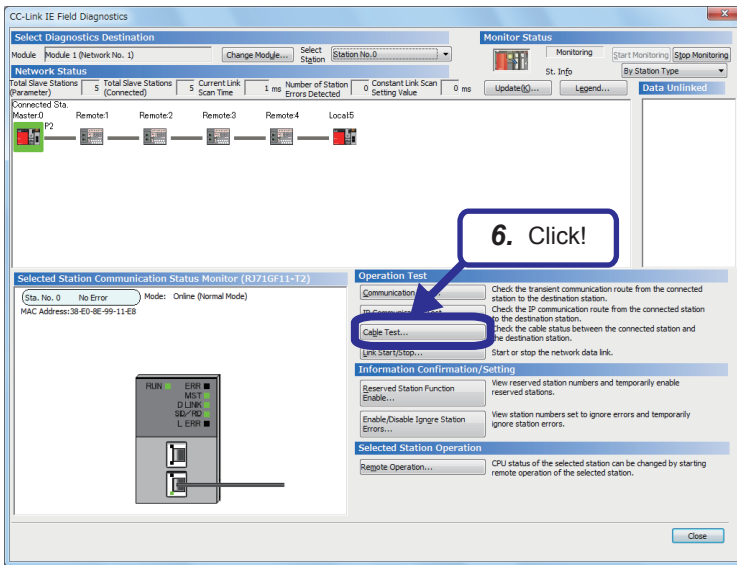 CC-Link IE Field Diagnostics
Select Diagnostics Destination
Monitor Status
Module Module 1 (Network No. 1) Change Module... Select Station Station No.0
Monitoring Start Monitoring Stop Monitoring
Network Status
St. Info By Station Type
Total Slave Stations (Parameter) 5 Total Slave Stations (Connected) 5 Current Link Scan Time 1 ms Number of Station Errors Detected 0 Constant Link Scan Setting Value 0 ms
Update(K)... Legend... Data Unlinked
Connected Sta.
Master:0 Remote:1 Remote:2 Remote:3 Remote:4 Local:5
P2
6. Click!
Selected Station Communication Status Monitor (RJ71GF11-T2)
Sta. No. 0 No Error Mode: Online (Normal Mode)
MAC Address:38-E0-8E-99-11-E8
RUN ERR
MST
D LINK
SD/RD
L ERR
Operation Test
Communication Check the transient communication route from the connected
station to the destination station.
IP Communication Test... Check the IP communication route from the connected station
to the destination station.
Cable Test... Check the cable status between the connected station and
the destination station.
Link Start/Stop... Start or stop the network data link.
Information Confirmation/Setting
Reserved Station Function View reserved station numbers and temporarily enable
Enable... reserved stations.
Enable/Disable Ignore Station View station numbers set to ignore errors and temporarily
Errors... ignore station errors.
Selected Station Operation
Remote Operation... CPU status of the selected station can be changed by starting
remote operation of the selected station.
Close